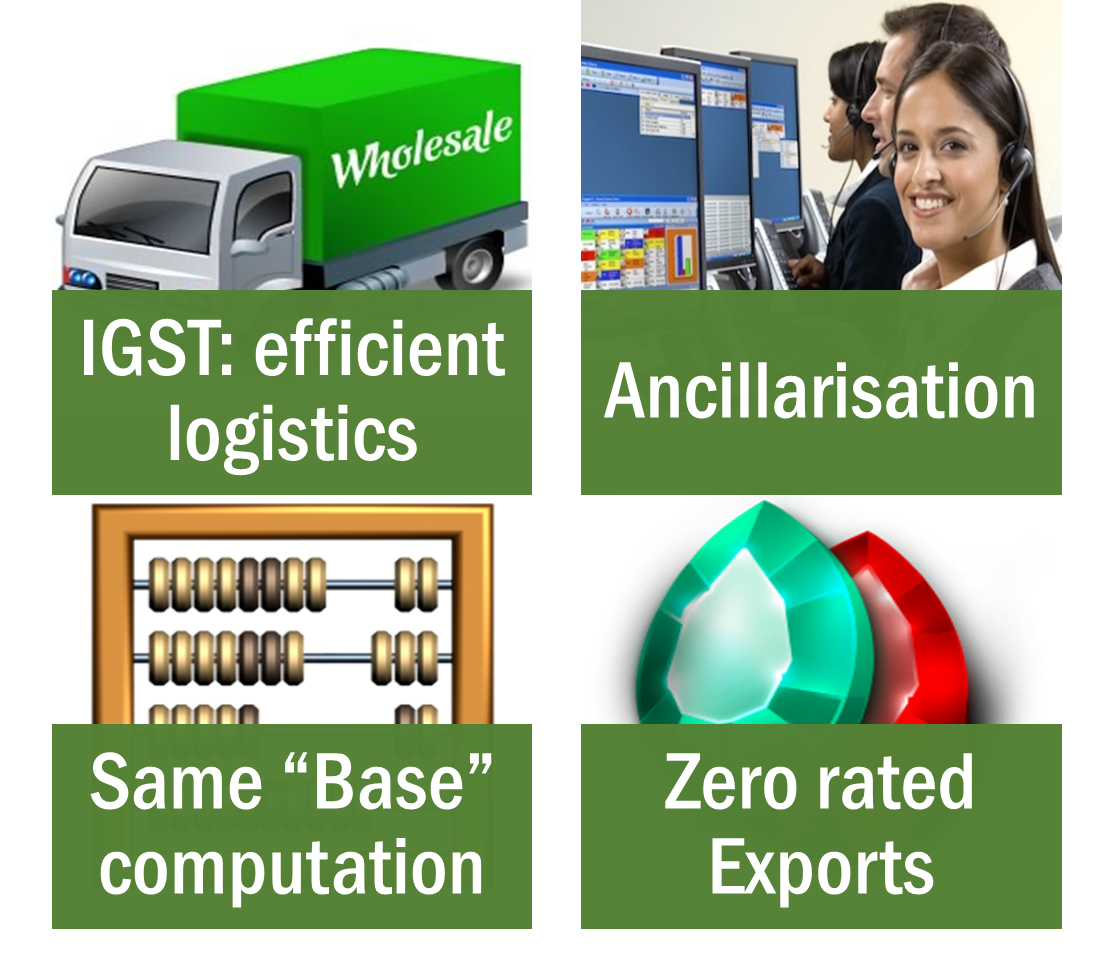 Wholesale
IGST: efficient
logistics
Ancillarisation
Same “Base”
computation
Zero rated
Exports